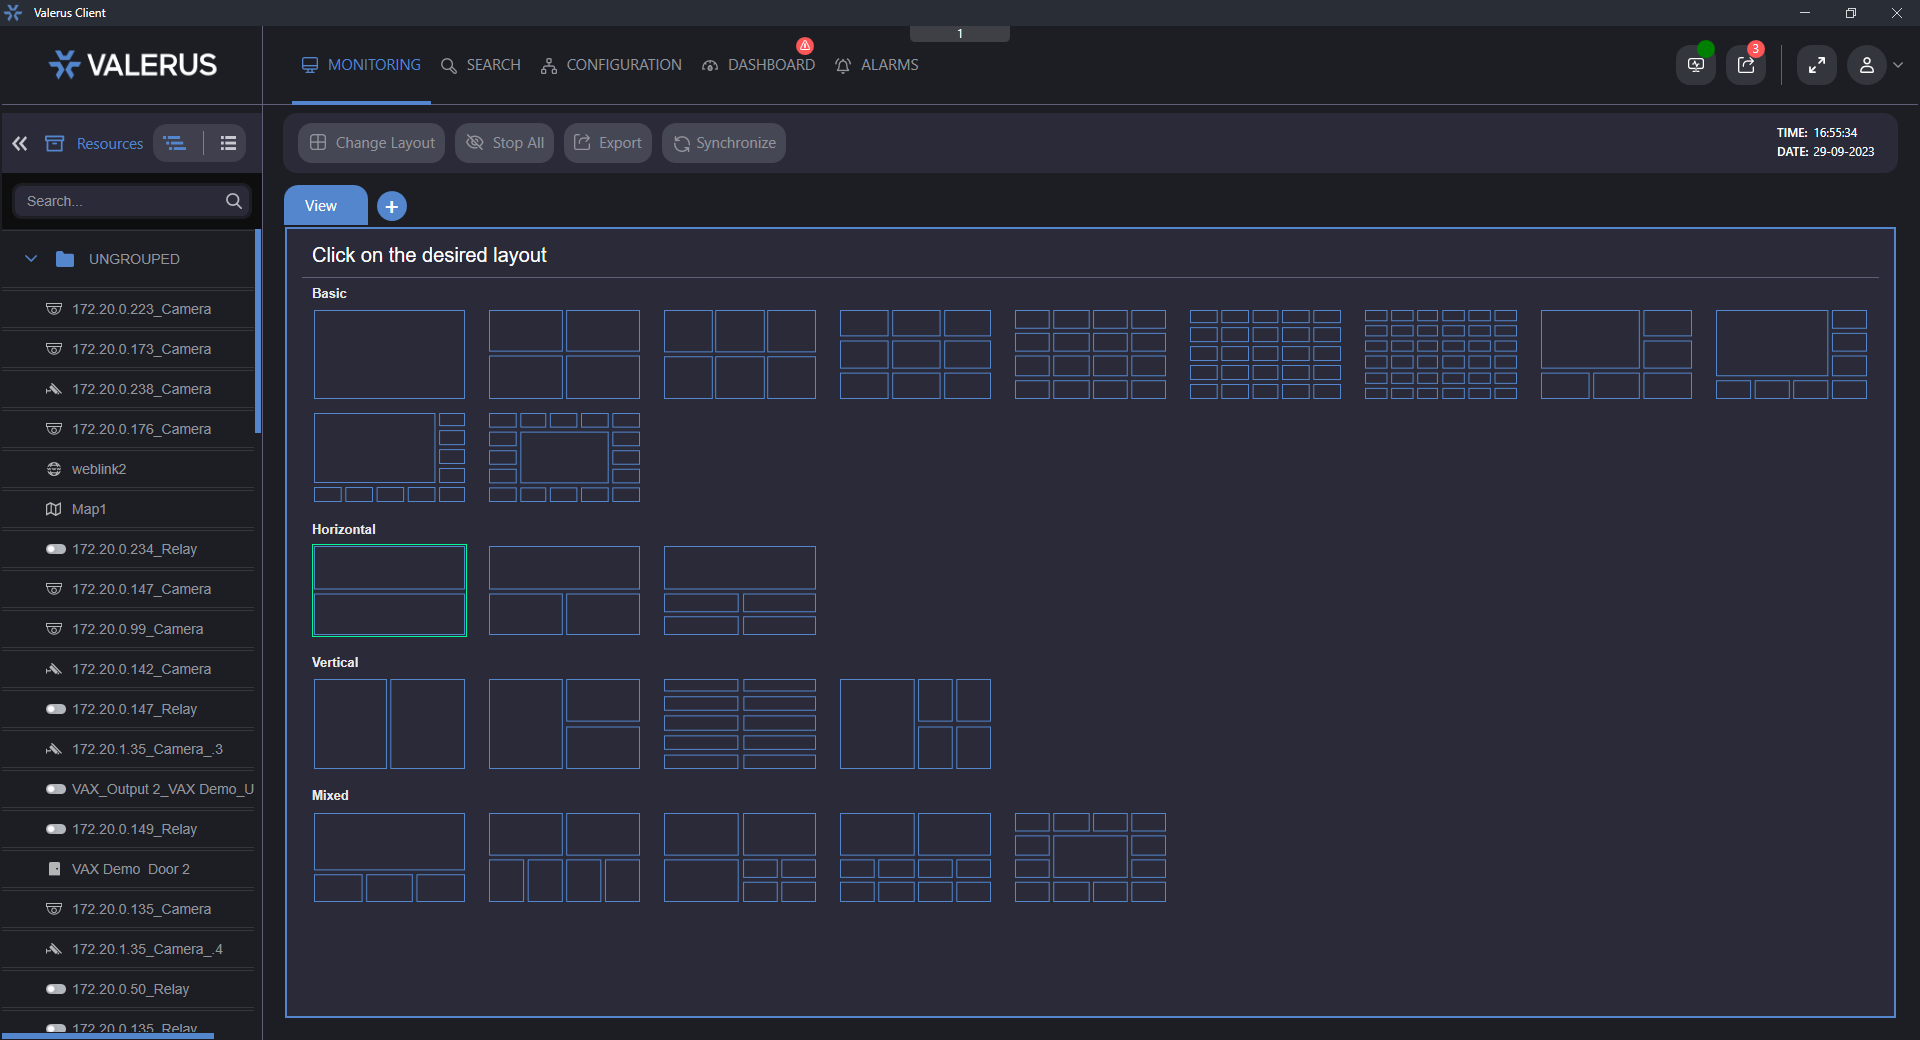 Valerus Client
1
VALERUS
MONITORING
SEARCH
CONFIGURATION
DASHBOARD
ALARMS
3
Resources
Change Layout
Stop All
Export
Synchronize
TIME: 16:55:34
DATE: 29-09-2023
Search...
View
UNGROUPED
172.20.0.223_Camera
172.20.0.173_Camera
172.20.0.238_Camera
172.20.0.176_Camera
weblink2
Map1
172.20.0.234_Relay
172.20.0.147_Camera
172.20.0.99_Camera
172.20.0.142_Camera
172.20.0.147_Relay
172.20.1.35_Camera_.3
VAX_Output 2_VAX Demo_U
172.20.0.149_Relay
VAX Demo  Door 2
172.20.0.135_Camera
172.20.1.35_Camera_.4
172.20.0.50_Relay
172.20.0.135_Relay
Click on the desired layout
Basic
Horizontal
Vertical
Mixed